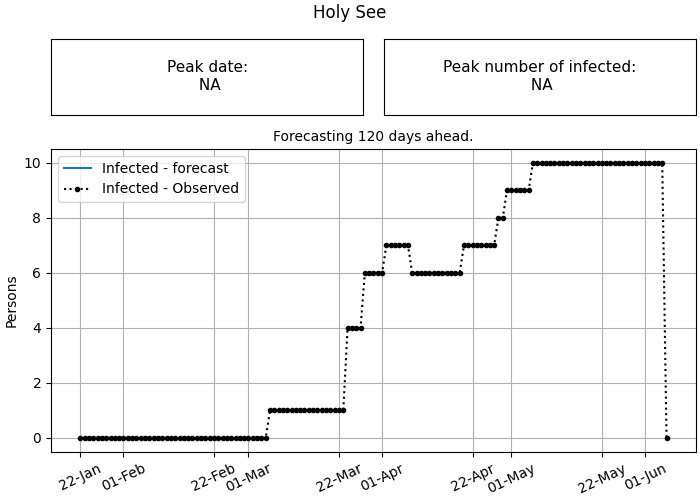 Holy See
Peak date:
NA
Peak number of infected:
NA
Forecasting 120 days ahead.
Infected - forecast
Infected - Observed
Persons
10
8
6
4
2
0
22-Jan
01-Feb
22-Feb
01-Mar
22-Mar
01-Apr
22-Apr
01-May
22-May
01-Jun